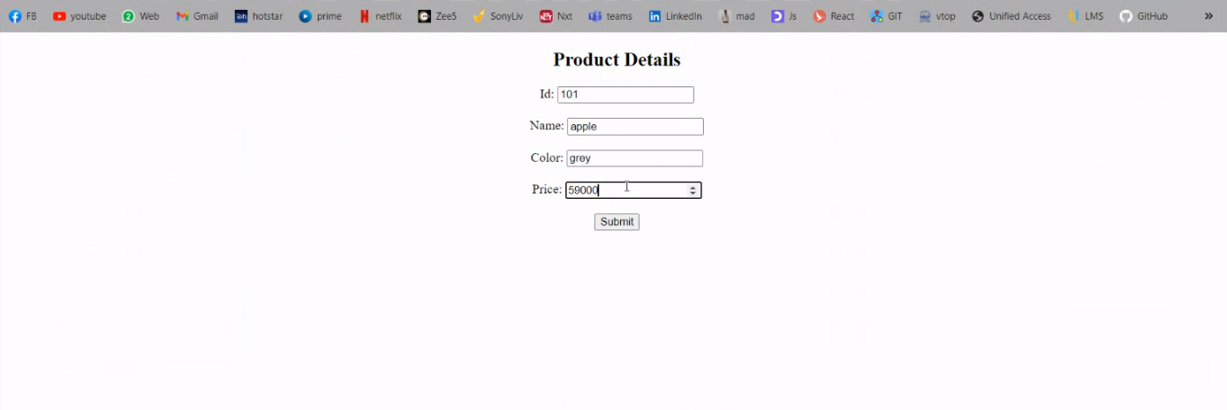 FB youtube Web Gmail hotstar prime netflix Zee5 SonyLiv Nxt teams LinkedIn mad Js React GIT vtop Unified Access LMS GitHub »
Product Details
Id: 101
Name: apple
Color: grey
Price: 59000
Submit